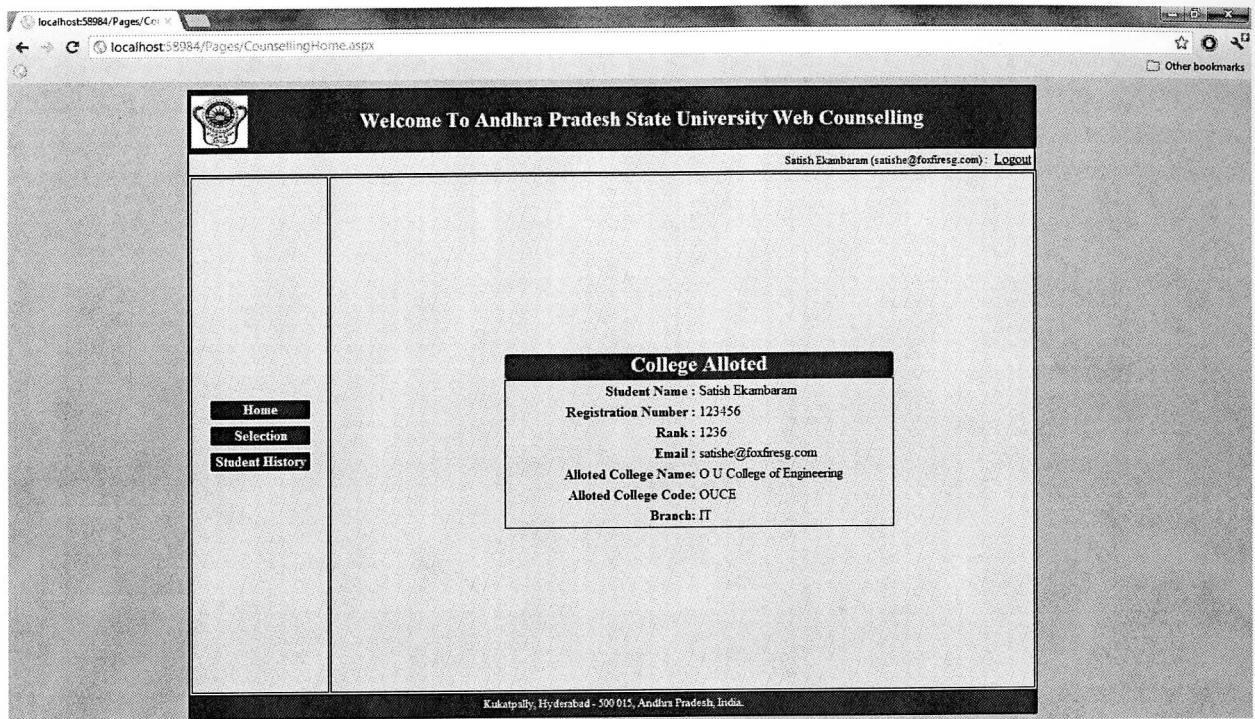 localhost:58984/Pages/Co
localhost:58984/Pages/CounsellingHome.aspx
Other bookmarks
Welcome To Andhra Pradesh State University Web Counselling
Satish Ekambaram (satishe@foxfiresg.com) : Logout
Home
Selection
Student History
College Alloted
Student Name : Satish Ekambaram
Registration Number : 123456
Rank : 1236
Email : satishe@foxfiresg.com
Alloted College Name: O U College of Engineering
Alloted College Code: OUCE
Branch: IT
Kukatpally, Hyderabad - 500 015, Andhra Pradesh, India.